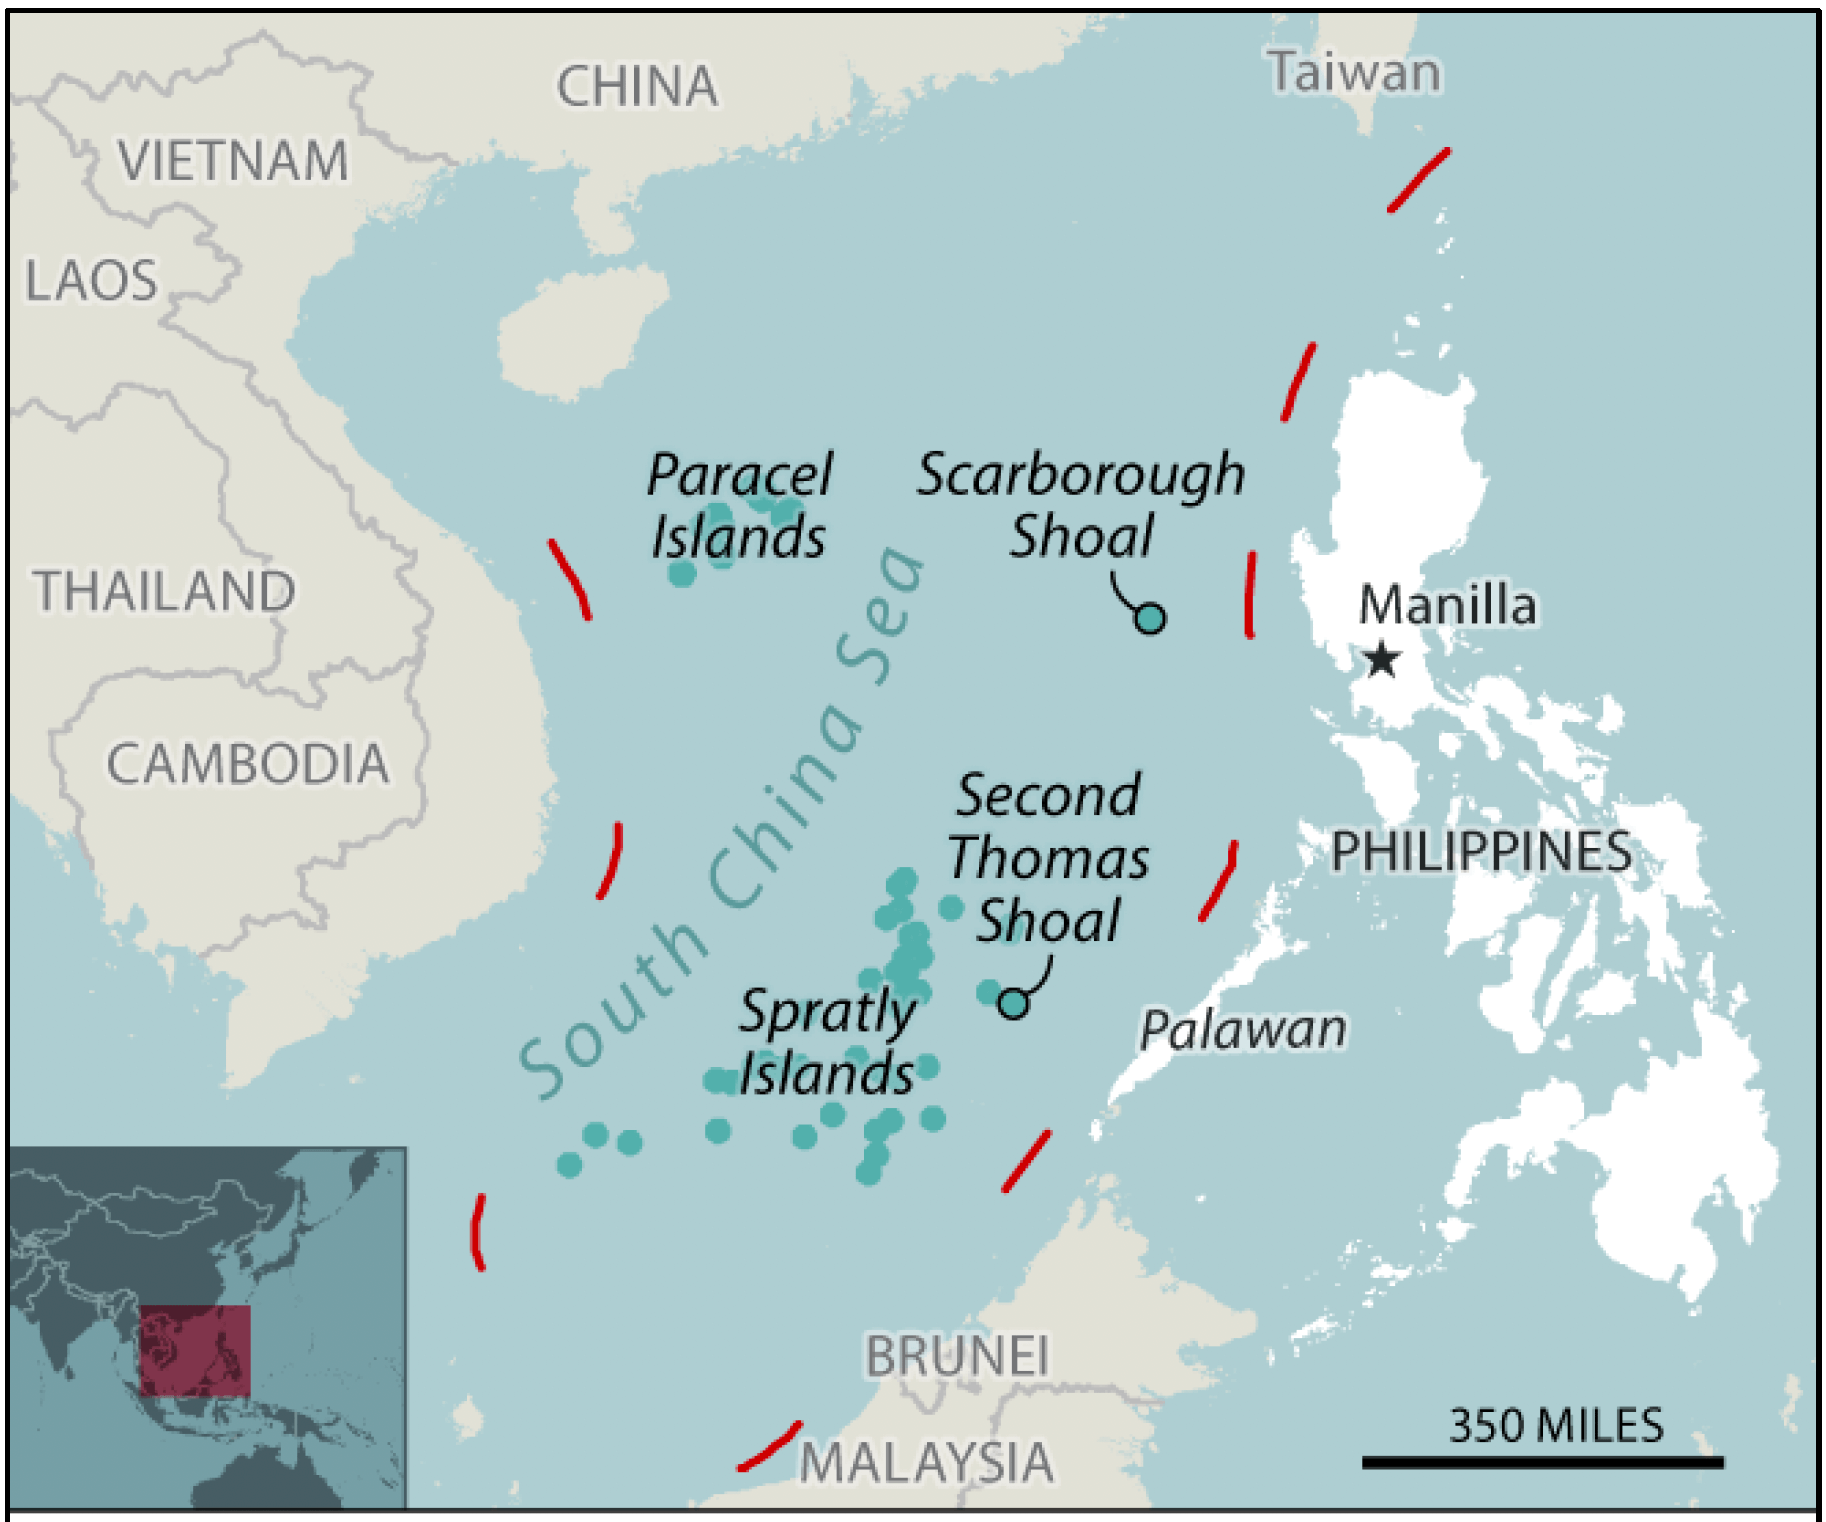 CHINA
Taiwan
VIETNAM
LAOS
Paracel
Islands
Scarborough
Shoal
THAILAND
Manilla
South China Sea
CAMBODIA
Second
Thomas
Shoal
PHILIPPINES
Spratly
Islands
Palawan
BRUNEI
MALAYSIA
350 MILES